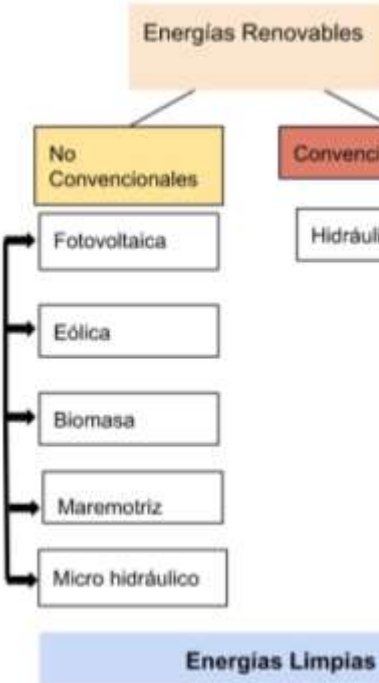 Energías Renovables
No
Convencionales
Fotovoltaica
Eólica
Biomasa
Maremotriz
Micro hidráulico
Energías Limpias